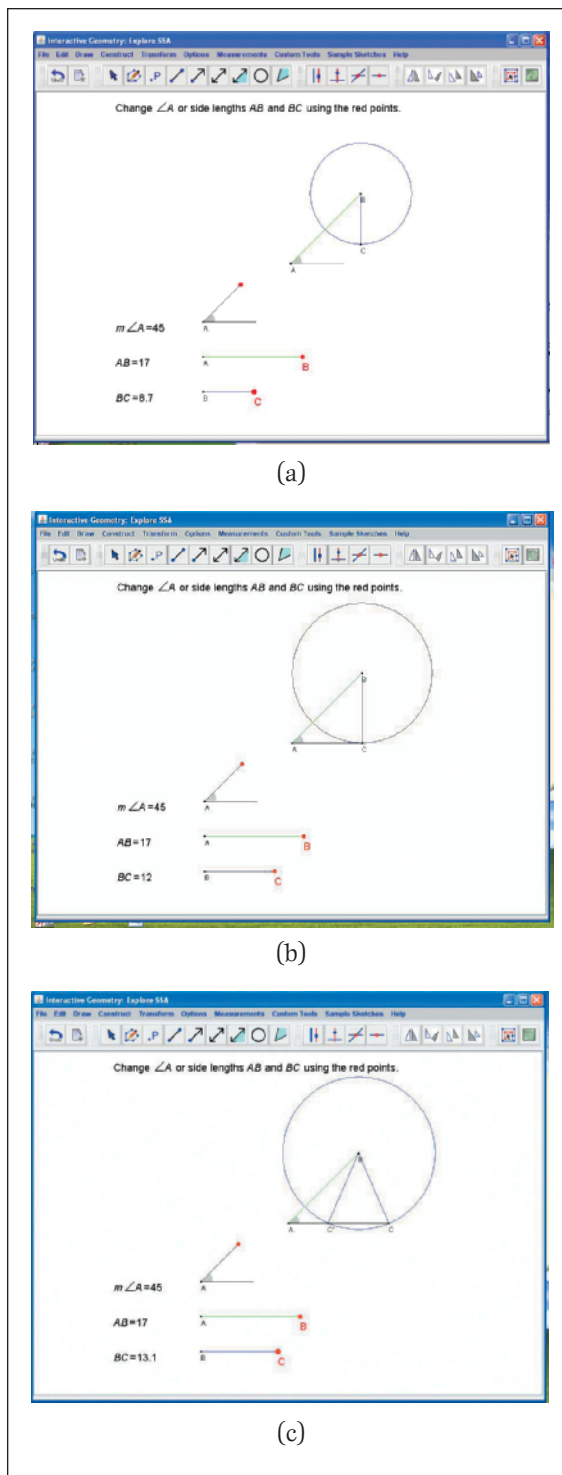 Interactive Geometry: Explore SSA
File Edit Draw Construct Transform Options Measurements Custom Tools Sample Sketches Help
.P
Change ∠A or side lengths AB and BC using the red points.
B
C
A
m∠A=45
A
AB=17
A
B
BC=8.7
B
C
(a)
Interactive Geometry: Explore SSA
File Edit Draw Construct Transform Options Measurements Custom Tools Sample Sketches Help
.P
Change ∠A or side lengths AB and BC using the red points.
B
A
C
m∠A=45
A
AB=17
A
B
BC=12
B
C
(b)
Interactive Geometry: Explore SSA
File Edit Draw Construct Transform Options Measurements Custom Tools Sample Sketches Help
.P
Change ∠A or side lengths AB and BC using the red points.
B
A C' C
m∠A=45
A
AB=17
A
B
BC=13.1
B
C
(c)